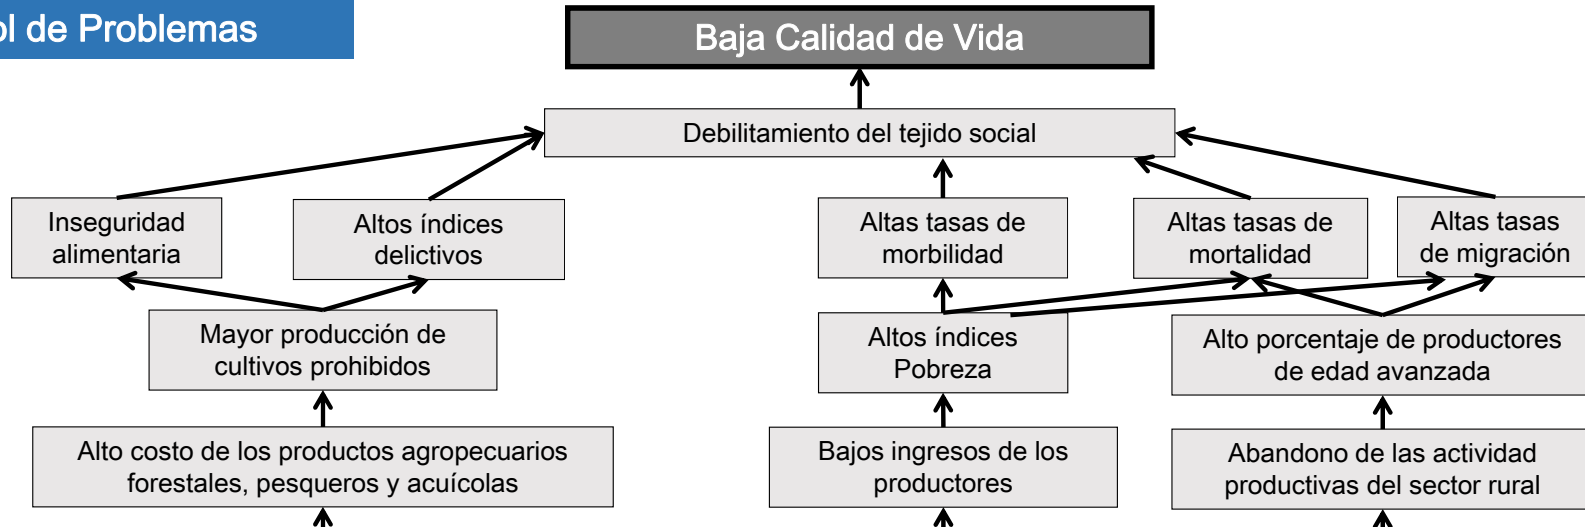 ol de Problemas
Baja Calidad de Vida
Debilitamiento del tejido social
Inseguridad
alimentaria
Altos índices
delictivos
Altas tasas de
morbilidad
Altas tasas de
mortalidad
Altas tasas
de migración
Mayor producción de
cultivos prohibidos
Altos índices
Pobreza
Alto porcentaje de productores
de edad avanzada
Alto costo de los productos agropecuarios
forestales, pesqueros y acuícolas
Bajos ingresos de los
productores
Abandono de las actividad
productivas del sector rural